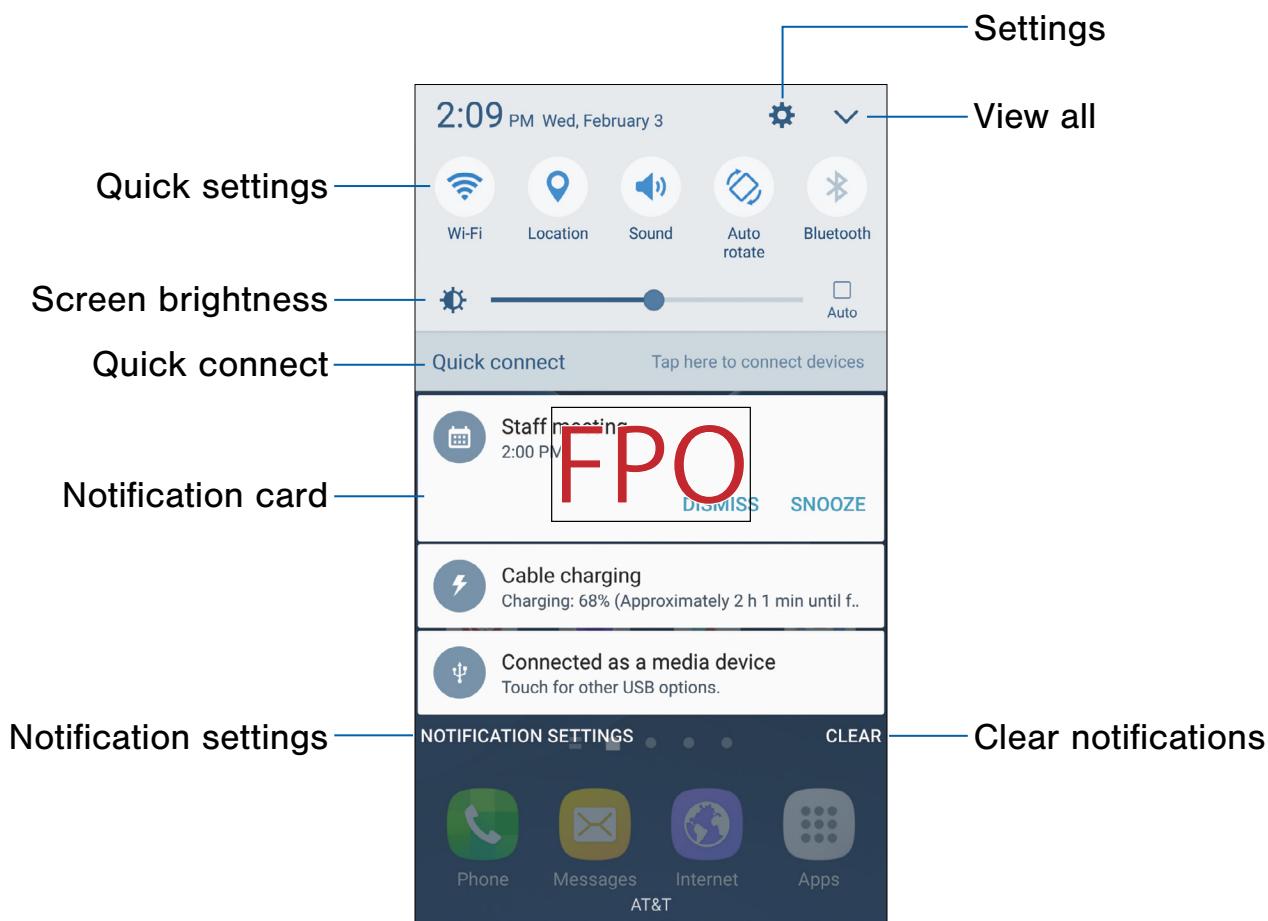 Settings
2:09 PM Wed, February 3
View all
Quick settings
Wi-Fi
Location
Sound
Auto
rotate
Bluetooth
Screen brightness
Auto
Quick connect
Quick connect
Tap here to connect devices
Staff meeting
2:00 PM
FPO
Notification card
DISMISS
SNOOZE
Cable charging
Charging: 68% (Approximately 2 h 1 min until f..
Connected as a media device
Touch for other USB options.
Notification settings
NOTIFICATION SETTINGS
CLEAR
Clear notifications
Phone
Messages
Internet
Apps
AT&T